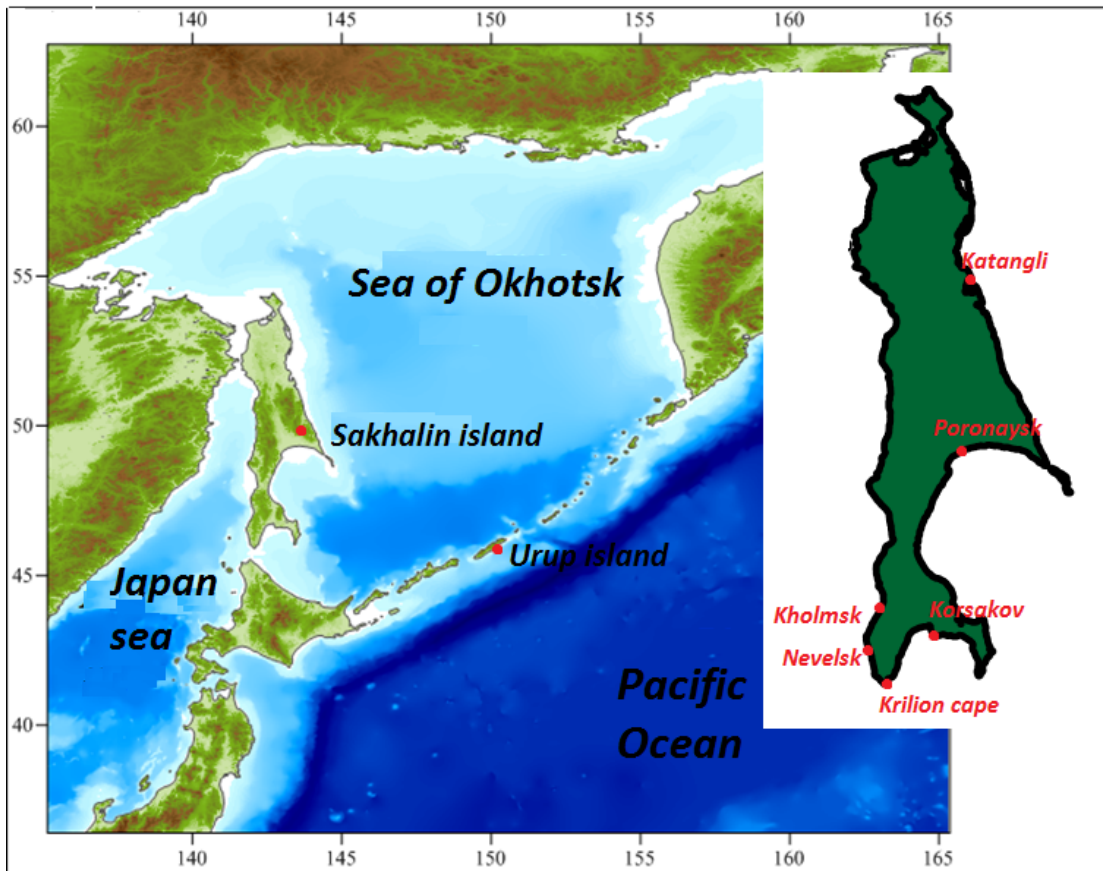 140 145 150 155 160 165
60
55
50
45
40
Sea of Okhotsk
Sakhalin island
Urup island
Japan
sea
Pacific
Ocean
Katangli
Poronaysk
Kholmsk
Korsakov
Nevelsk
Krilion cape
140 145 150 155 160 165